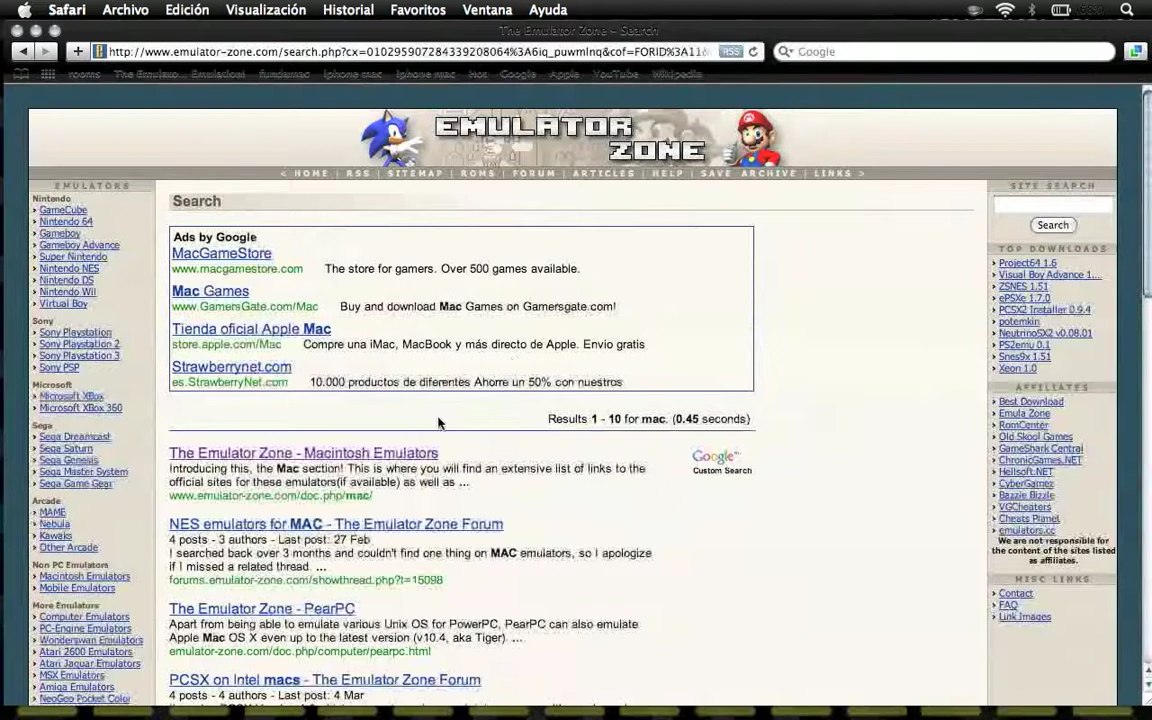 Safari Archivo Edición Visualización Historial Favoritos Ventana Ayuda
The Emulator Zone - Search
http://www.emulator-zone.com/search.php?cx=010295907284339208064%3A6iq_puwmlnq&cof=FORID%3A11 RSS Google
rooms The Emulato... Emulacioni fundamac iphone mac iphone mac Hot Google Apple YouTube Wikipedia
EMULATOR
ZONE
< HOME | RSS | SITEMAP | ROMS | FORUM | ARTICLES | HELP | SAVE ARCHIVE | LINKS >
EMULATORS
Nintendo
GameCube
Nintendo 64
Gameboy
Gameboy Advance
Super Nintendo
Nintendo NES
Nintendo DS
Nintendo Wii
Virtual Boy
Sony
Sony Playstation
Sony Playstation 2
Sony Playstation 3
Sony PSP
Microsoft
Microsoft XBox
Microsoft XBox 360
Sega
Sega Dreamcast
Sega Saturn
Sega Genesis
Sega Master System
Sega Game Gear
Arcade
MAME
Nebula
Kawaks
Other Arcade
Non PC Emulators
Macintosh Emulators
Mobile Emulators
More Emulators
Computer Emulators
PC-Engine Emulators
Wonderswan Emulators
Atari 2600 Emulators
Atari Jaguar Emulators
MSX Emulators
Amiga Emulators
NeoGeo Pocket Color
Search
Ads by Google
MacGameStore
www.macgamestore.com The store for gamers. Over 500 games available.
Mac Games
www.GamersGate.com/Mac Buy and download Mac Games on Gamersgate.com!
Tienda oficial Apple Mac
store.apple.com/Mac Compre una iMac, MacBook y más directo de Apple. Envio gratis
Strawberrynet.com
es.StrawberryNet.com 10.000 productos de diferentes Ahorre un 50% con nuestros
Results 1 - 10 for mac. (0.45 seconds)
Google™
Custom Search
The Emulator Zone - Macintosh Emulators
Introducing this, the Mac section! This is where you will find an extensive list of links to the
official sites for these emulators(if available) as well as ...
www.emulator-zone.com/doc.php/mac/
NES emulators for MAC - The Emulator Zone Forum
4 posts - 3 authors - Last post: 27 Feb
I searched back over 3 months and couldn't find one thing on MAC emulators, so I apologize
if I missed a related thread. ...
forums.emulator-zone.com/showthread.php?t=15098
The Emulator Zone - PearPC
Apart from being able to emulate various Unix OS for PowerPC, PearPC can also emulate
Apple Mac OS X even up to the latest version (v10.4, aka Tiger). ...
emulator-zone.com/doc.php/computer/pearpc.html
PCSX on Intel macs - The Emulator Zone Forum
4 posts - 4 authors - Last post: 4 Mar
SITE SEARCH
Search
TOP DOWNLOADS
Project64 1.6
Visual Boy Advance 1....
ZSNES 1.51
ePSXe 1.7.0
PCSX2 Installer 0.9.4
potemkin
NeutrinoSX2 v0.08.01
PS2emu 0.1
Snes9x 1.51
Xeon 1.0
AFFILIATES
Best Download
Emula Zone
RomCenter
Old Skool Games
GameShark Central
ChronicGames.NET
Hellsoft.NET
CyberGamez
Bazzie Bizzle
VGCheaters
Cheats Planet
emulators.cc
We are not responsible for
the content of the sites listed
as affiliates.
MISC LINKS
Contact
FAQ
Link Images